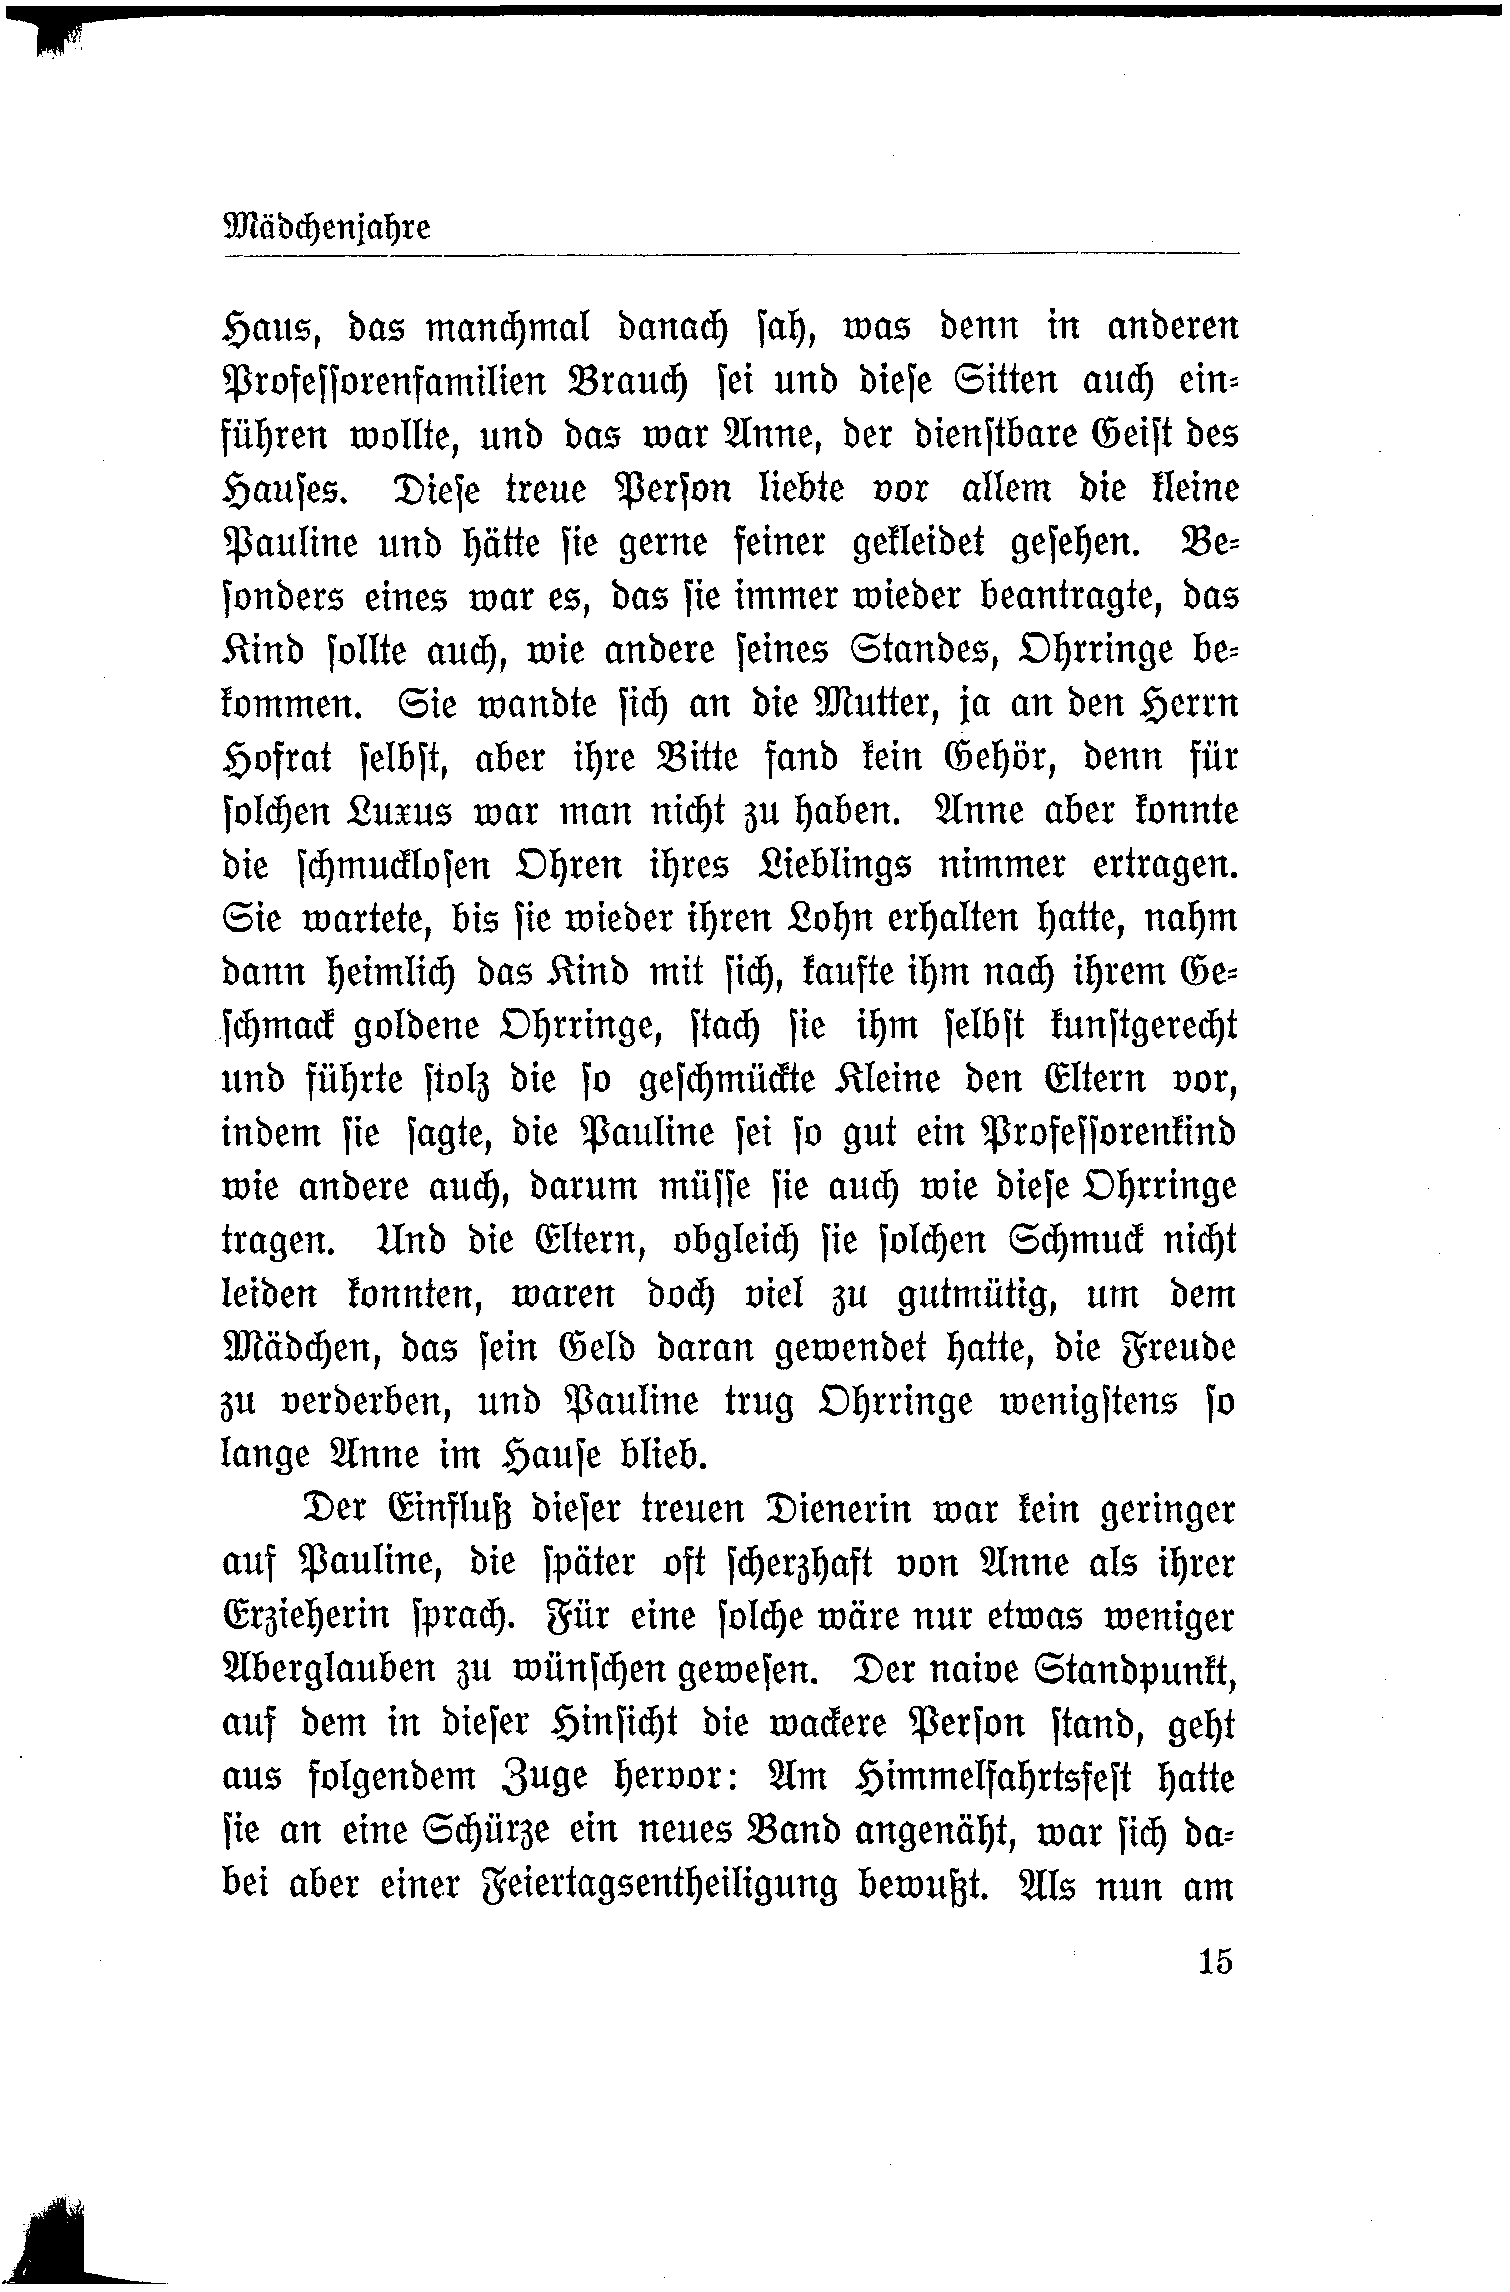 Mädchenjahre
Haus, das manchmal danach sah, was denn in anderen
Professorenfamilien Brauch sei und diese Sitten auch ein-
führen wollte, und das war Anne, der dienstbare Geist des
Hauses. Diese treue Person liebte vor allem die kleine
Pauline und hätte sie gerne feiner gekleidet gesehen. Be-
sonders eines war es, das sie immer wieder beantragte, das
Kind sollte auch, wie andere seines Standes, Ohrringe be-
kommen. Sie wandte sich an die Mutter, ja an den Herrn
Hofrat selbst, aber ihre Bitte fand kein Gehör, denn für
solchen Luxus war man nicht zu haben. Anne aber konnte
die schmucklosen Ohren ihres Lieblings nimmer ertragen.
Sie wartete, bis sie wieder ihren Lohn erhalten hatte, nahm
dann heimlich das Kind mit sich, kaufte ihm nach ihrem Ge-
schmack goldene Ohrringe, stach sie ihm selbst kunstgerecht
und führte stolz die so geschmückte Kleine den Eltern vor,
indem sie sagte, die Pauline sei so gut ein Professorenkind
wie andere auch, darum müsse sie auch wie diese Ohrringe
tragen. Und die Eltern, obgleich sie solchen Schmuck nicht
leiden konnten, waren doch viel zu gutmütig, um dem
Mädchen, das sein Geld daran gewendet hatte, die Freude
zu verderben, und Pauline trug Ohrringe wenigstens so
lange Anne im Hause blieb.
Der Einfluß dieser treuen Dienerin war kein geringer
auf Pauline, die später oft scherzhaft von Anne als ihrer
Erzieherin sprach. Für eine solche wäre nur etwas weniger
Aberglauben zu wünschen gewesen. Der naive Standpunkt,
auf dem in dieser Hinsicht die wackere Person stand, geht
aus folgendem Zuge hervor: Am Himmelfahrtsfest hatte
sie an eine Schürze ein neues Band angenäht, war sich da-
bei aber einer Feiertagsentheiligung bewußt. Als nun am
15